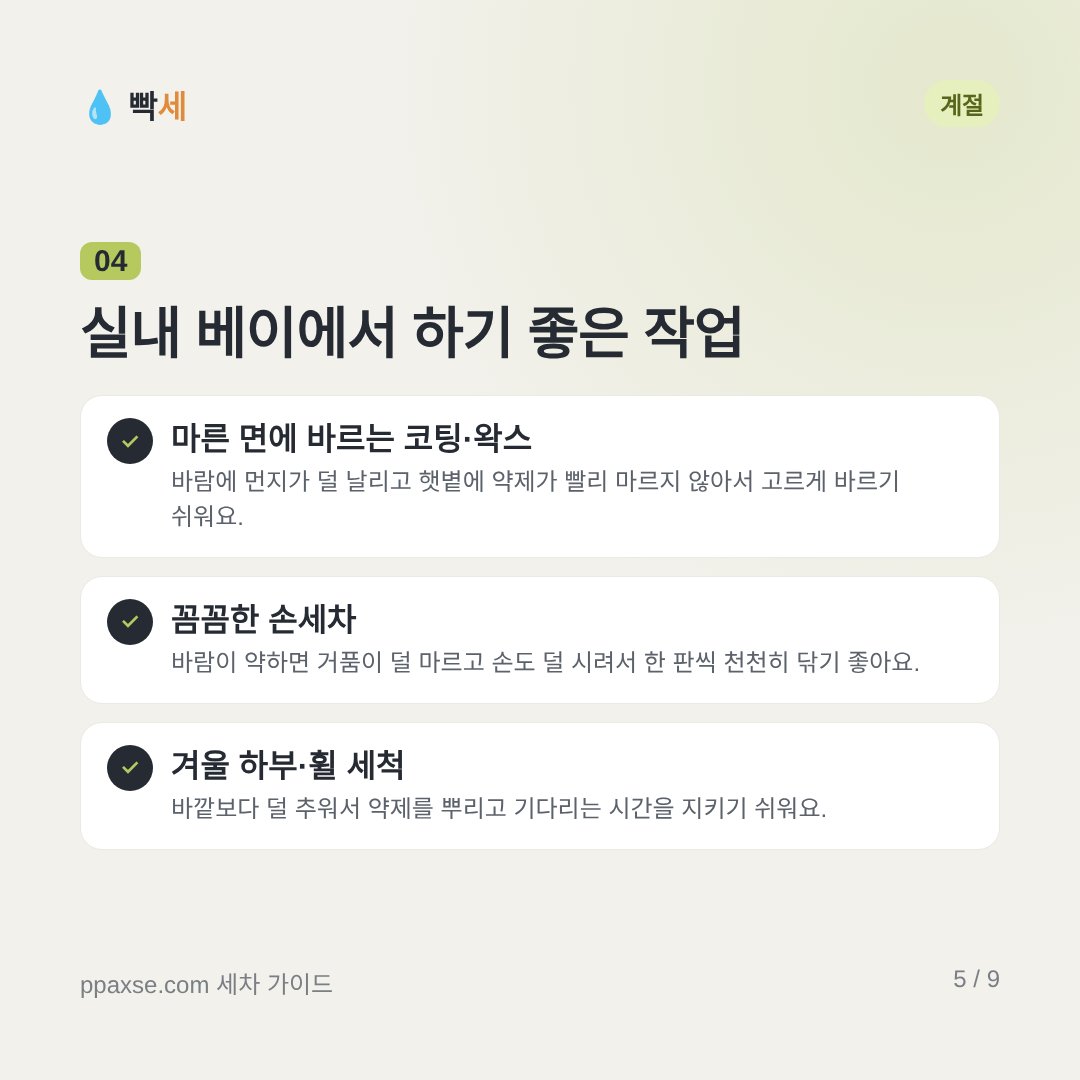 빡세
계절
04
실내 베이에서 하기 좋은 작업
마른 면에 바르는 코팅·왁스
바람에 먼지가 덜 날리고 햇볕에 약제가 빨리 마르지 않아서 고르게 바르기
쉬워요.
꼼꼼한 손세차
바람이 약하면 거품이 덜 마르고 손도 덜 시려서 한 판씩 천천히 닦기 좋아요.
겨울 하부·휠 세척
바깥보다 덜 추워서 약제를 뿌리고 기다리는 시간을 지키기 쉬워요.
ppaxse.com 세차 가이드
5 / 9